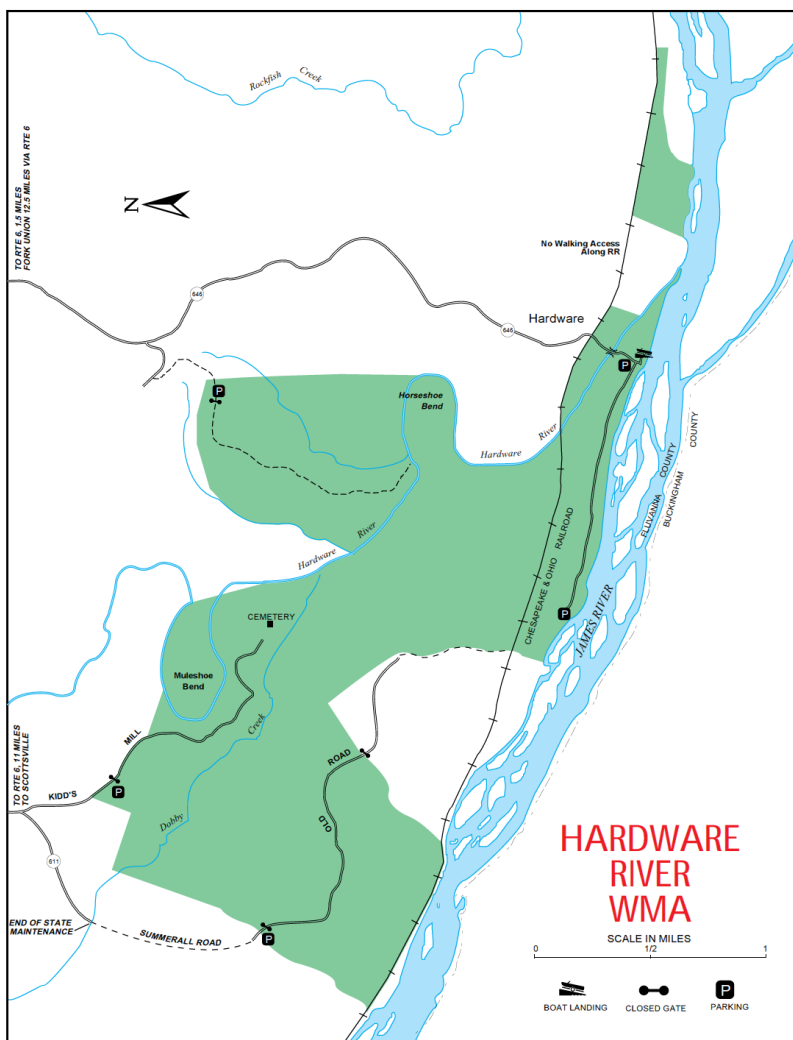 Rockfish Creek
TO RTE 6, 1.5 MILES
FORK UNION 12.5 MILES VIA RTE 6
N
No Walking Access
Along RR
646
646
Hardware
P
P
Horseshoe
Bend
Hardware River
COUNTY
FLUVANNA COUNTY
BUCKINGHAM
CHESAPEAKE & OHIO RAILROAD
Hardware River
P
JAMES RIVER
CEMETERY
Muleshoe
Bend
TO RTE 6, 11 MILES
TO SCOTTSVILLE
KIDD'S MILL
P
Dobby Creek
OLD ROAD
611
END OF STATE
MAINTENANCE
SUMMERALL ROAD
P
HARDWARE
RIVER
WMA
SCALE IN MILES
0 1/2 1
P
BOAT LANDING CLOSED GATE PARKING